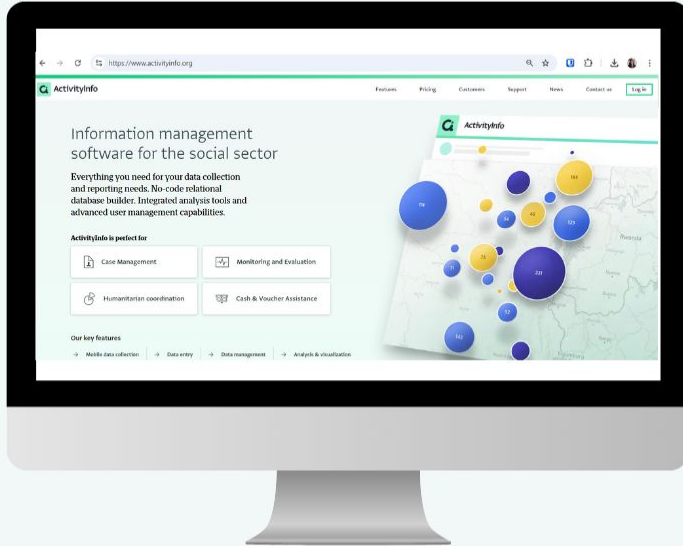 https://www.activityinfo.org
ActivityInfo
Features Pricing Customers Support News Contact us Log in
Information management
software for the social sector
Everything you need for your data collection
and reporting needs. No-code relational
database builder. Integrated analysis tools and
advanced user management capabilities.
ActivityInfo is perfect for
Case Management
Monitoring and Evaluation
Humanitarian coordination
Cash & Voucher Assistance
Our key features
Mobile data collection
Data entry
Data management
Analysis & visualization
ActivityInfo
Rwanda